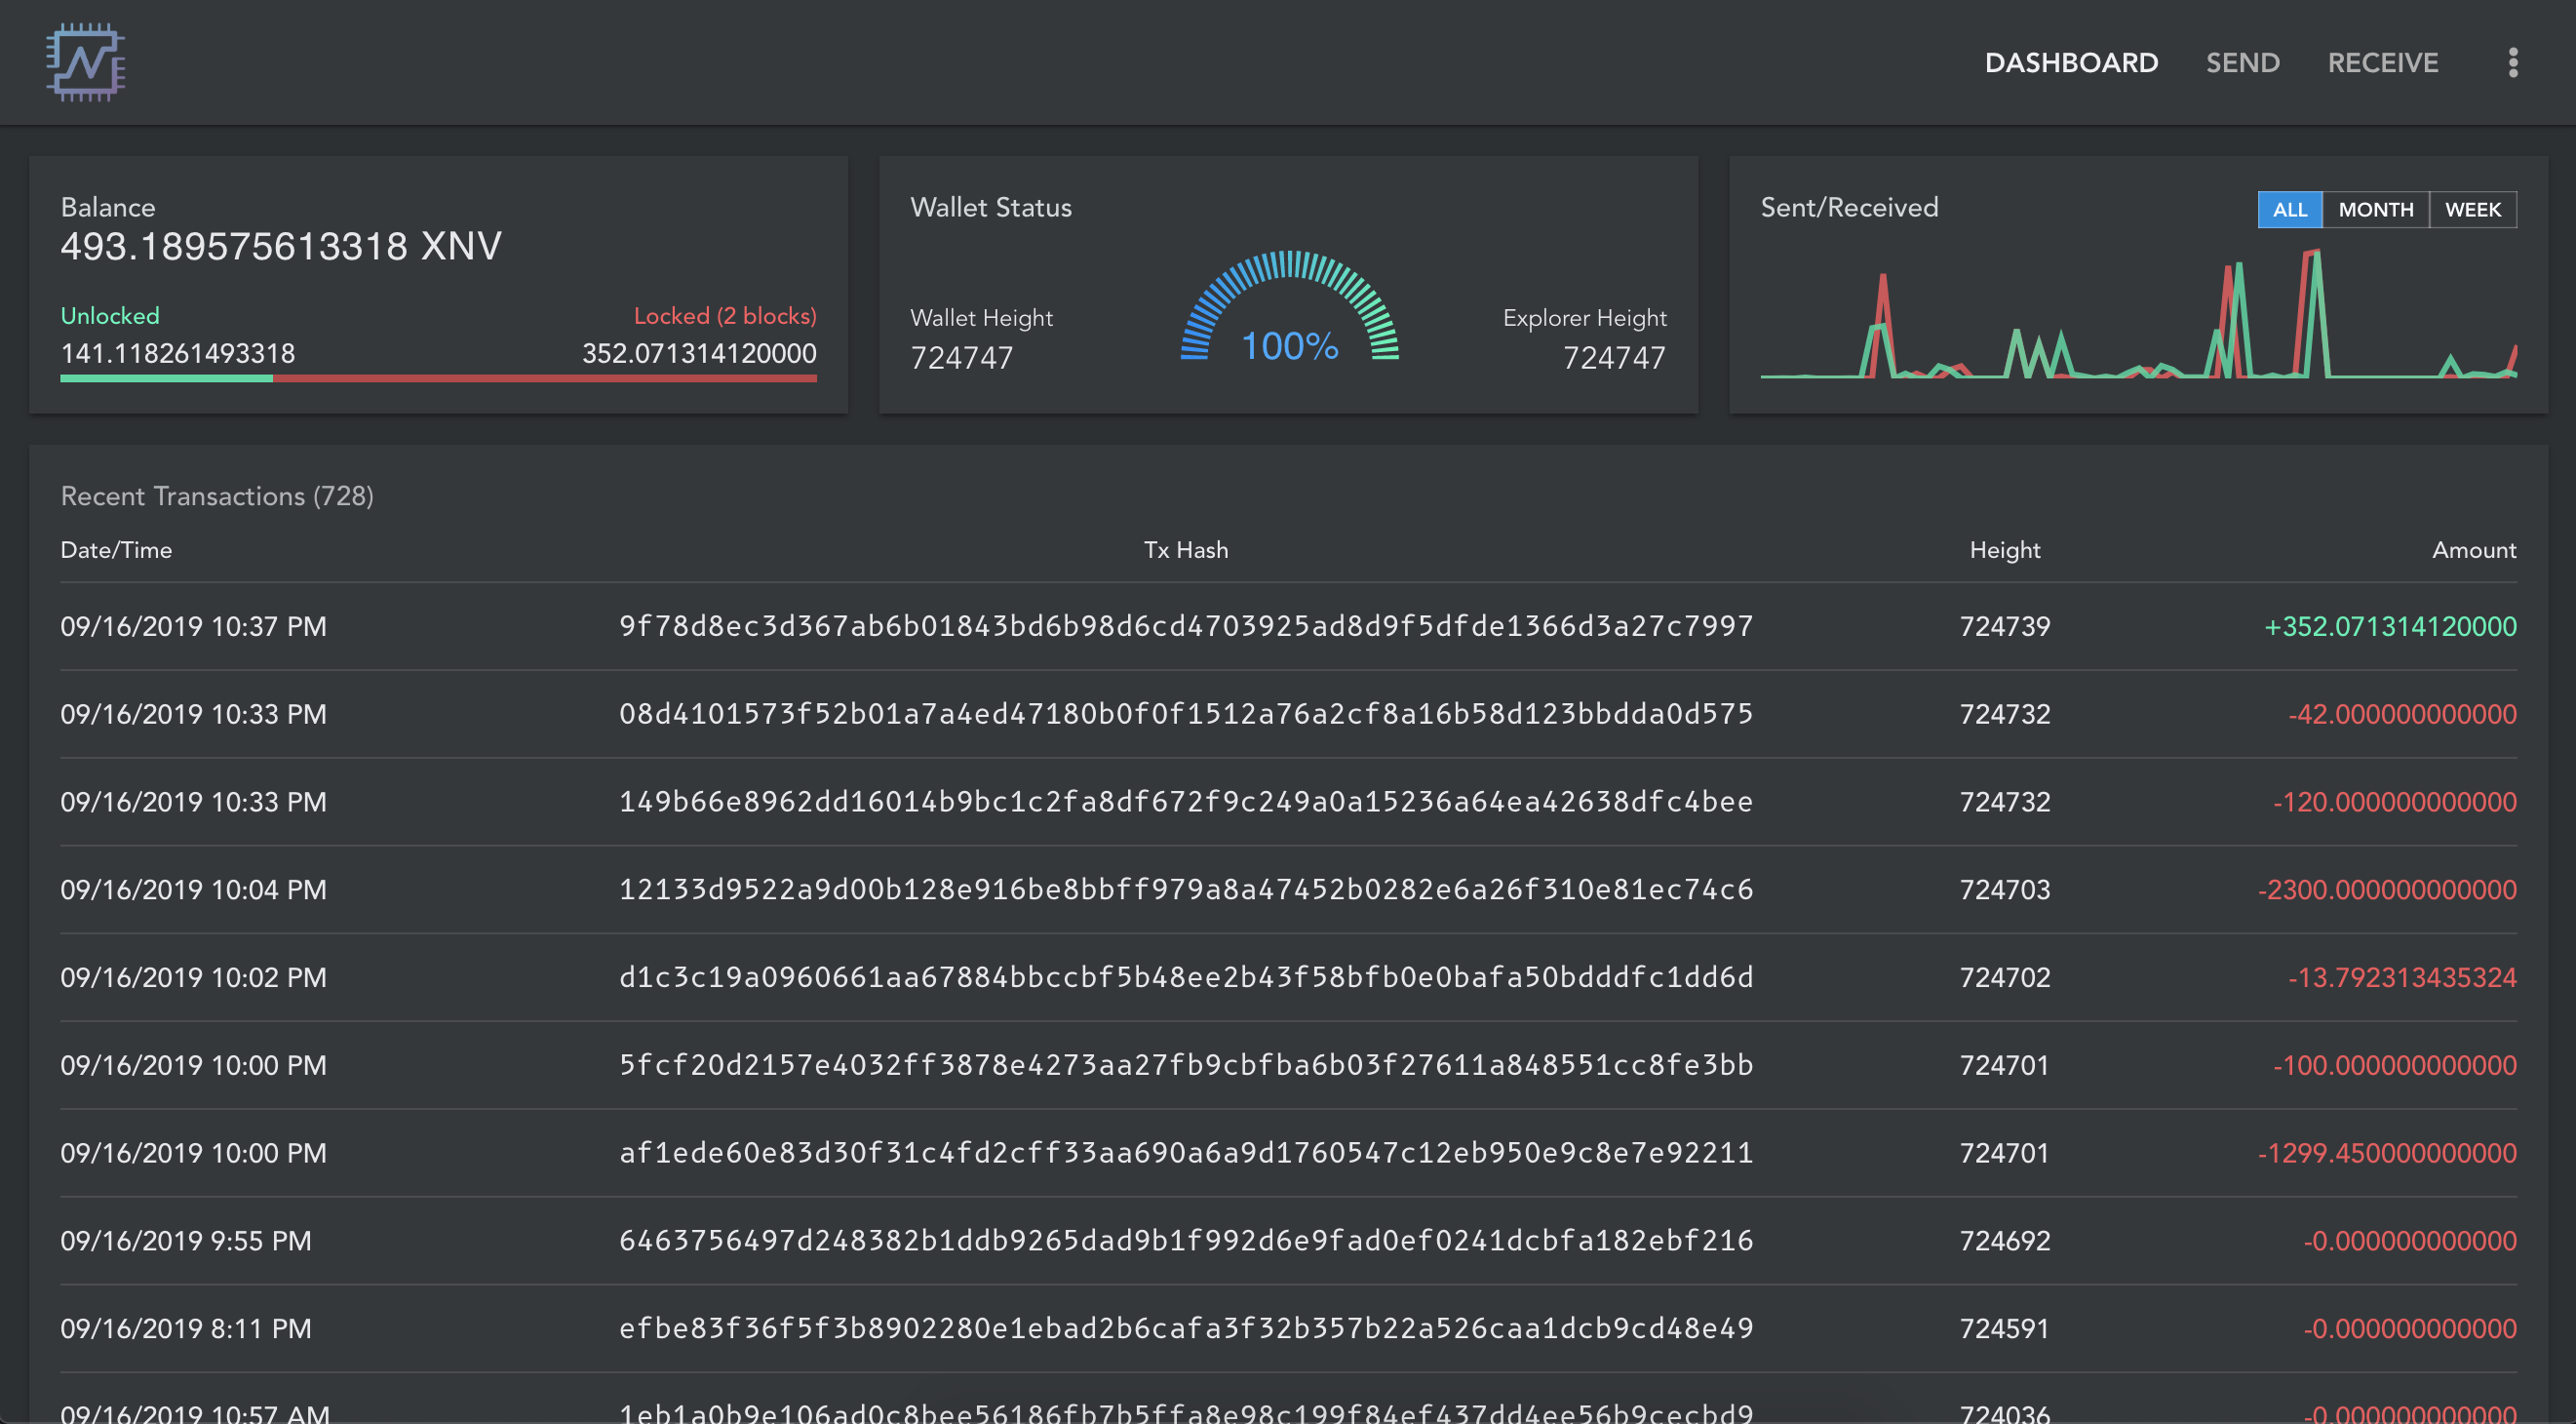 DASHBOARD SEND RECEIVE
Balance
493.189575613318 XNV
Unlocked Locked (2 blocks)
141.118261493318 352.071314120000
Wallet Status
Wallet Height Explorer Height
724747 100% 724747
Sent/Received ALL MONTH WEEK
Recent Transactions (728)
Date/Time Tx Hash Height Amount
09/16/2019 10:37 PM 9f78d8ec3d367ab6b01843bd6b98d6cd4703925ad8d9f5dfde1366d3a27c7997 724739 +352.071314120000
09/16/2019 10:33 PM 08d4101573f52b01a7a4ed47180b0f0f1512a76a2cf8a16b58d123bbdda0d575 724732 -42.000000000000
09/16/2019 10:33 PM 149b66e8962dd16014b9bc1c2fa8df672f9c249a0a15236a64ea42638dfc4bee 724732 -120.000000000000
09/16/2019 10:04 PM 12133d9522a9d00b128e916be8bbff979a8a47452b0282e6a26f310e81ec74c6 724703 -2300.000000000000
09/16/2019 10:02 PM d1c3c19a0960661aa67884bbccbf5b48ee2b43f58bfb0e0bafa50bdddfc1dd6d 724702 -13.792313435324
09/16/2019 10:00 PM 5fcf20d2157e4032ff3878e4273aa27fb9cbfba6b03f27611a848551cc8fe3bb 724701 -100.000000000000
09/16/2019 10:00 PM af1ede60e83d30f31c4fd2cff33aa690a6a9d1760547c12eb950e9c8e7e92211 724701 -1299.450000000000
09/16/2019 9:55 PM 6463756497d248382b1ddb9265dad9b1f992d6e9fad0ef0241dcbfa182ebf216 724692 -0.000000000000
09/16/2019 8:11 PM efbe83f36f5f3b8902280e1ebad2b6cafa3f32b357b22a526caa1dcb9cd48e49 724591 -0.000000000000
09/16/2019 10:57 AM 1eb1a0b9e106ad0c8bee56186fb7b5ffa8e98c199f84ef437dd4ee56b9cecbd9 724036 -0.000000000000